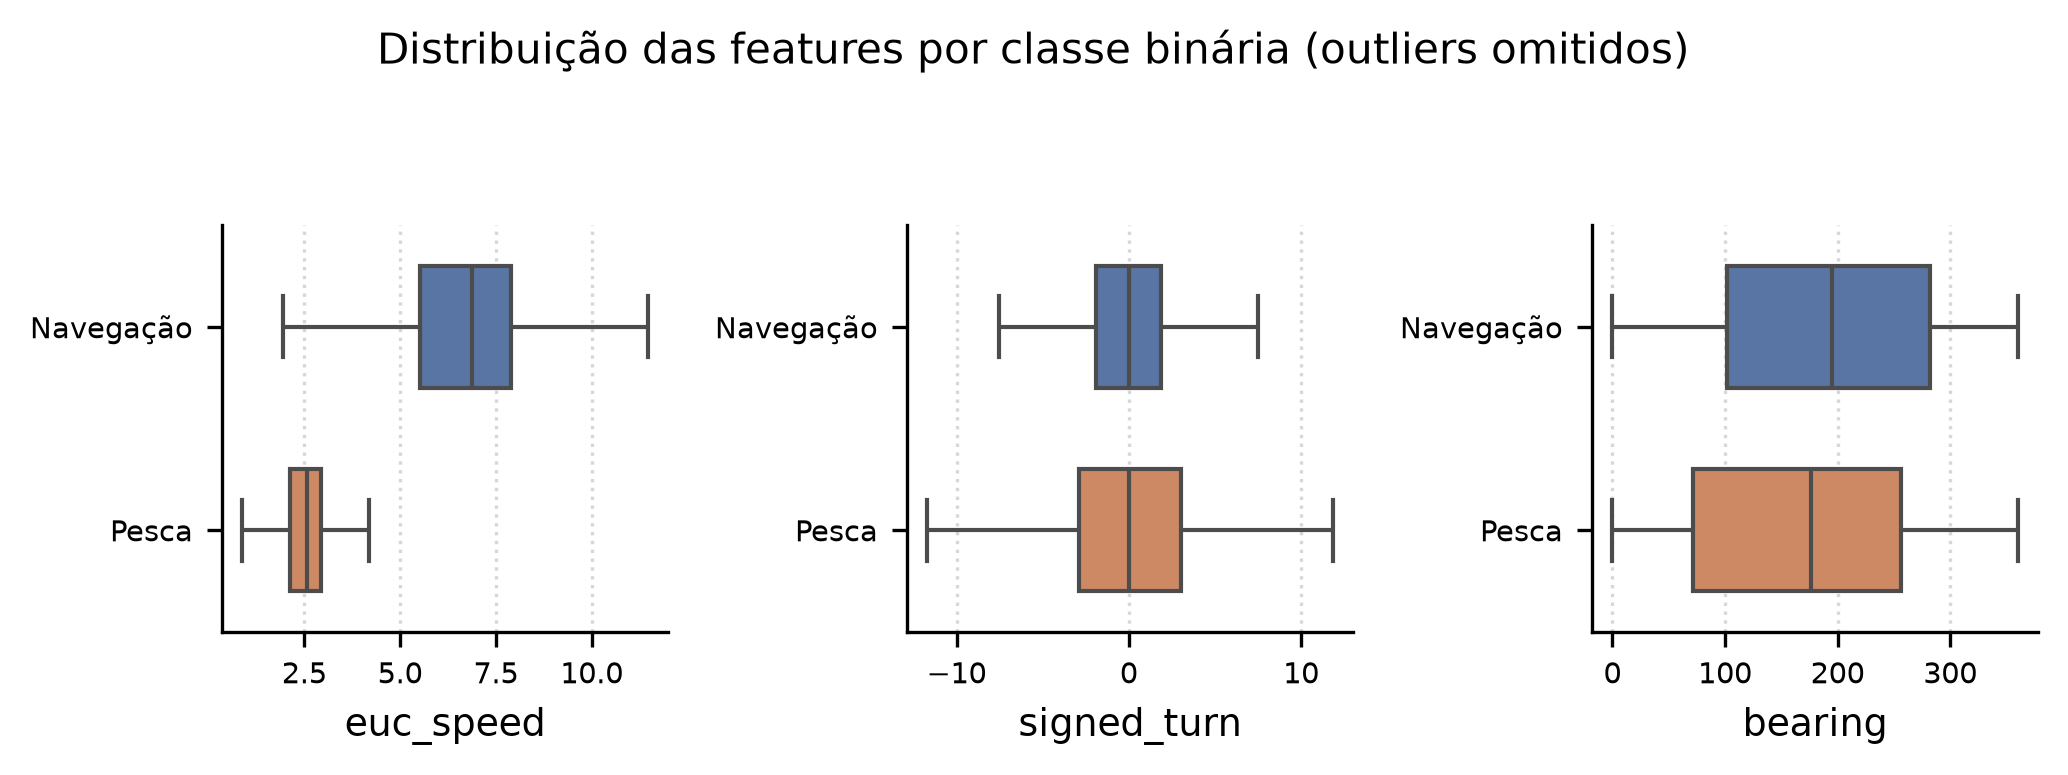 Distribuição das features por classe binária (outliers omitidos)
Navegação
Pesca
2.5 5.0 7.5 10.0
euc_speed
Navegação
Pesca
−10 0 10
signed_turn
Navegação
Pesca
0 100 200 300
bearing